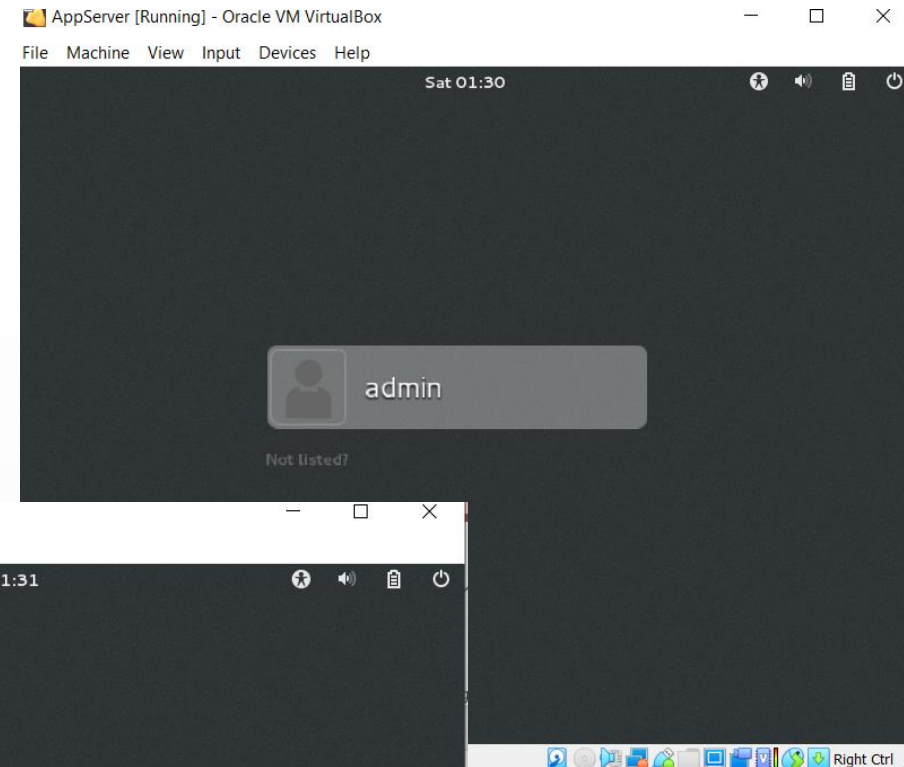 AppServer [Running] - Oracle VM VirtualBox
File Machine View Input Devices Help
Sat 01:30
admin
Not listed?
1:31
Right Ctrl